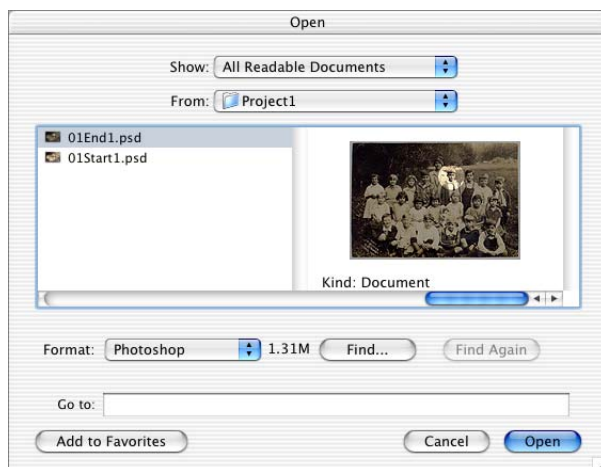 Open
Show: All Readable Documents
From: Project1
01End1.psd
01Start1.psd
Kind: Document
Format: Photoshop 1.31M Find... Find Again
Go to:
Add to Favorites Cancel Open